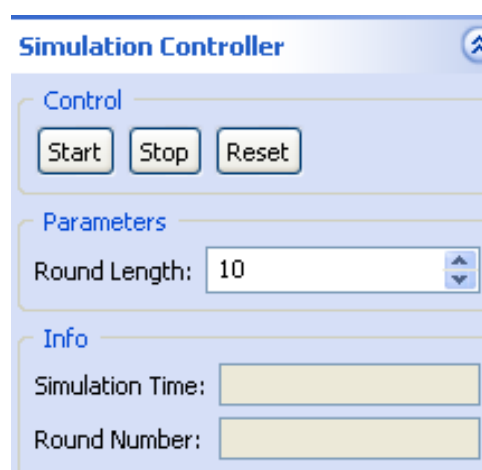 Simulation Controller
Control
Start Stop Reset
Parameters
Round Length: 10
Info
Simulation Time:
Round Number: